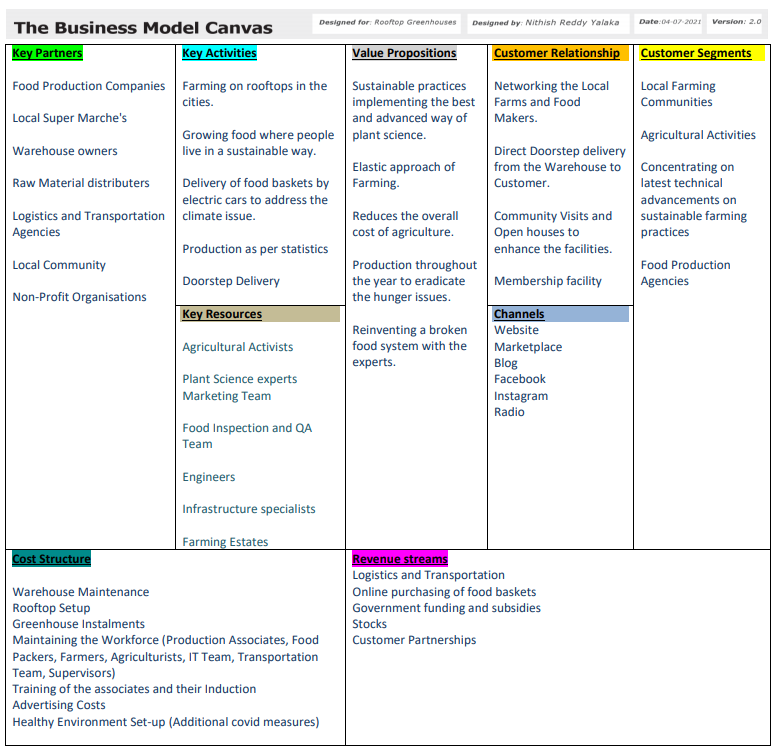 The Business Model Canvas
Designed for: Rooftop Greenhouses
Designed by: Nithish Reddy Yalaka
Date:04-07-2021
Version: 2.0
Key Partners
Food Production Companies
Local Super Marche's
Warehouse owners
Raw Material distributers
Logistics and Transportation
Agencies
Local Community
Non-Profit Organisations
Key Activities
Farming on rooftops in the
cities.
Growing food where people
live in a sustainable way.
Delivery of food baskets by
electric cars to address the
climate issue.
Production as per statistics
Doorstep Delivery
Key Resources
Agricultural Activists
Plant Science experts
Marketing Team
Food Inspection and QA
Team
Engineers
Infrastructure specialists
Farming Estates
Value Propositions
Sustainable practices
implementing the best
and advanced way of
plant science.
Elastic approach of
Farming.
Reduces the overall
cost of agriculture.
Production throughout
the year to eradicate
the hunger issues.
Reinventing a broken
food system with the
experts.
Customer Relationship
Networking the Local
Farms and Food
Makers.
Direct Doorstep delivery
from the Warehouse to
Customer.
Community Visits and
Open houses to
enhance the facilities.
Membership facility
Channels
Website
Marketplace
Blog
Facebook
Instagram
Radio
Customer Segments
Local Farming
Communities
Agricultural Activities
Concentrating on
latest technical
advancements on
sustainable farming
practices
Food Production
Agencies
Cost Structure
Warehouse Maintenance
Rooftop Setup
Greenhouse Instalments
Maintaining the Workforce (Production Associates, Food
Packers, Farmers, Agriculturists, IT Team, Transportation
Team, Supervisors)
Training of the associates and their Induction
Advertising Costs
Healthy Environment Set-up (Additional covid measures)
Revenue streams
Logistics and Transportation
Online purchasing of food baskets
Government funding and subsidies
Stocks
Customer Partnerships